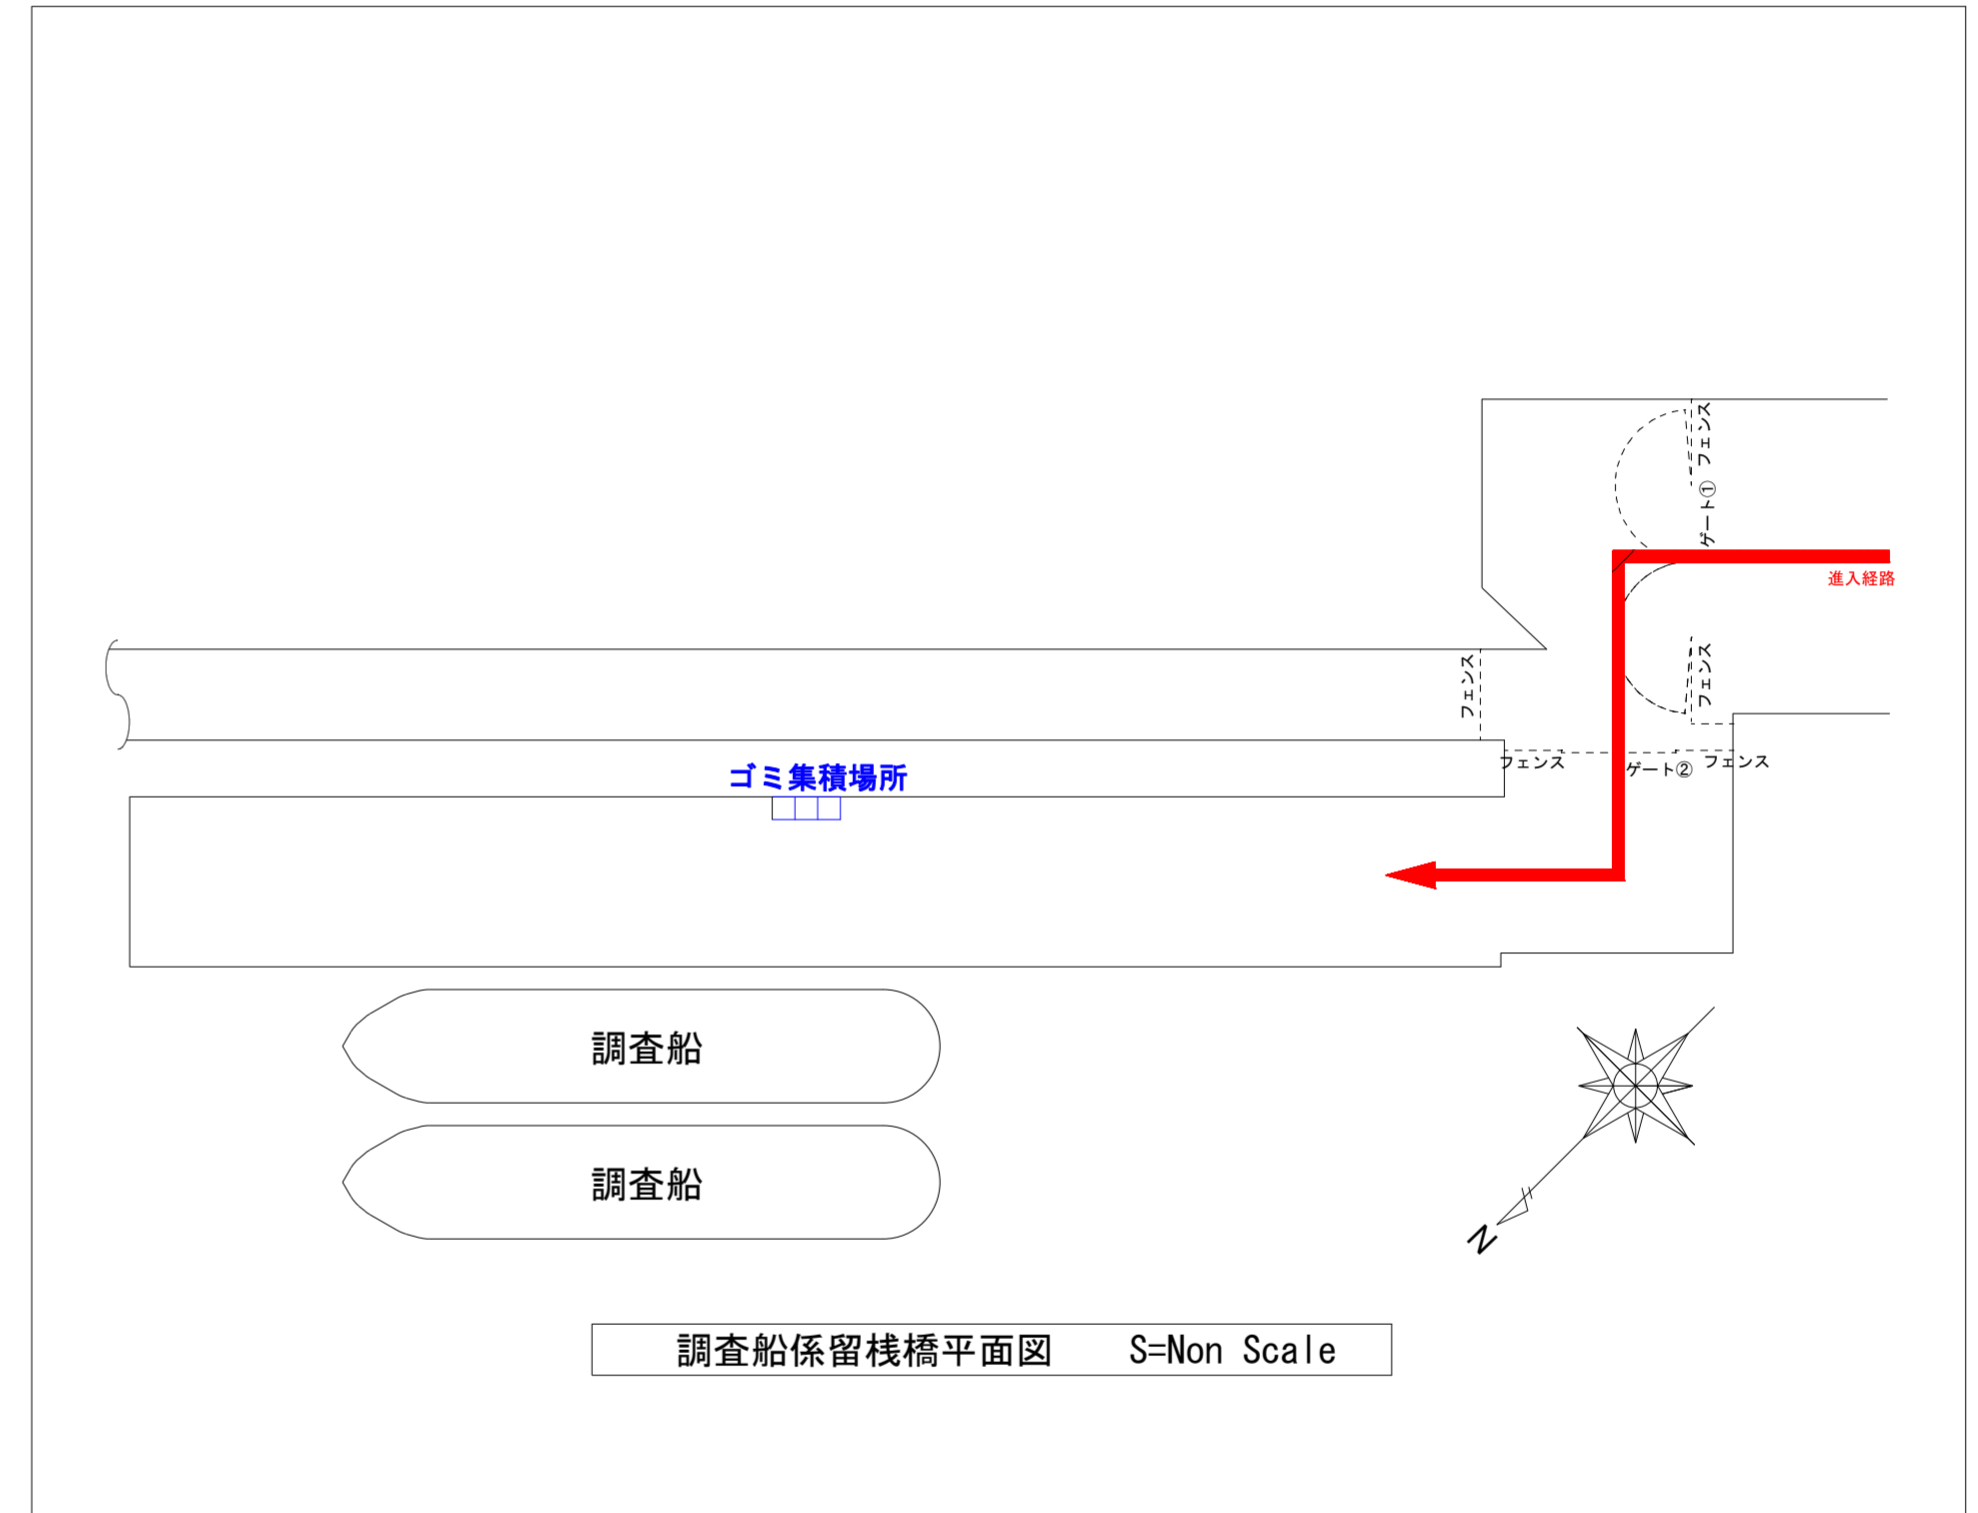 フェンス
ゲート①
進入経路
フェンス
フェンス
フェンス
ゲート②
フェンス
ゴミ集積場所
調査船
調査船
N
調査船係留桟橋平面図 S=Non Scale